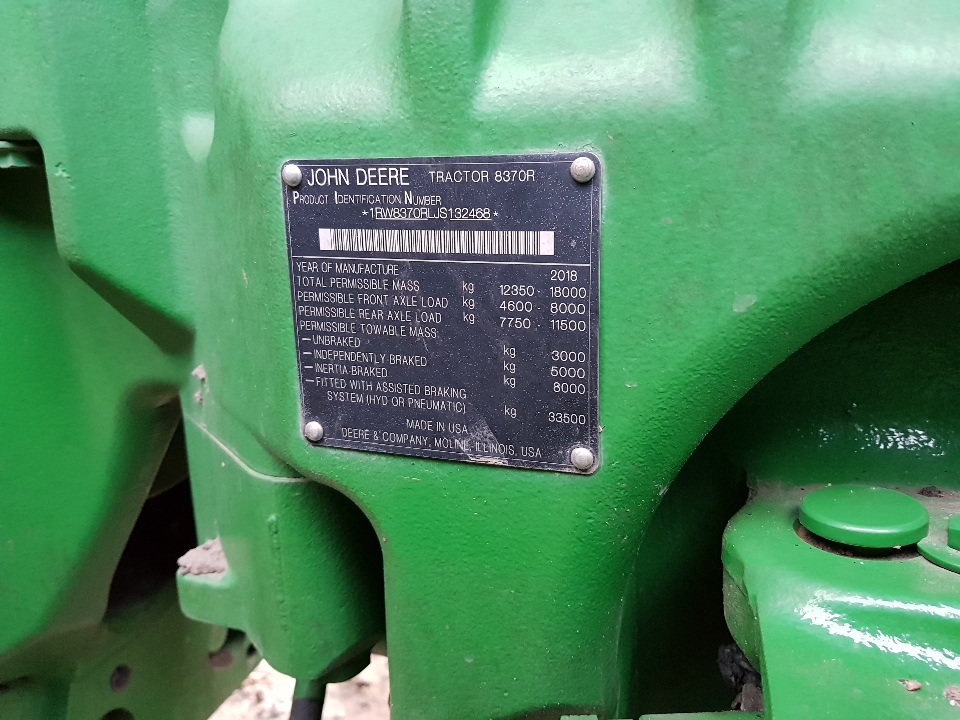 JOHN DEERE TRACTOR 8370R
PRODUCT IDENTIFICATION NUMBER
*1RW8370RLJS132468*
YEAR OF MANUFACTURE 2018
TOTAL PERMISSIBLE MASS kg 12350 - 18000
PERMISSIBLE FRONT AXLE LOAD kg 4600 - 8000
PERMISSIBLE REAR AXLE LOAD kg 7750 - 11500
PERMISSIBLE TOWABLE MASS:
—UNBRAKED kg 3000
—INDEPENDENTLY BRAKED kg 5000
—INERTIA-BRAKED kg 8000
—FITTED WITH ASSISTED BRAKING
SYSTEM (HYD OR PNEUMATIC) kg 33500
MADE IN USA
DEERE & COMPANY, MOLINE, ILLINOIS, USA